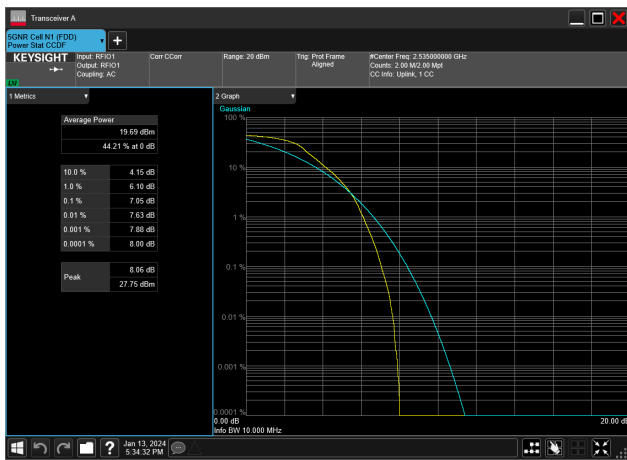 Transceiver A
5GNR Cell N1 (FDD)
Power Stat CCDF
KEYSIGHT
LXI
Input: RFIO1
Output: RFIO1
Coupling: AC
Corr CCorr
Range: 20 dBm
Trig: Prot Frame
Aligned
#Center Freq: 2.535000000 GHz
Counts: 2.00 M/2.00 Mpt
CC Info: Uplink, 1 CC
1 Metrics
Average Power
19.69 dBm
44.21 % at 0 dB
10.0 % 4.15 dB
1.0 % 6.10 dB
0.1 % 7.05 dB
0.01 % 7.63 dB
0.001 % 7.88 dB
0.0001 % 8.00 dB
Peak
8.06 dB
27.75 dBm
2 Graph
Gaussian
100 %
10 %
1 %
0.1 %
0.01 %
0.001 %
0.0001 %
0.00 dB
20.00 dB
Info BW 10.000 MHz
Jan 13, 2024
5:34:32 PM